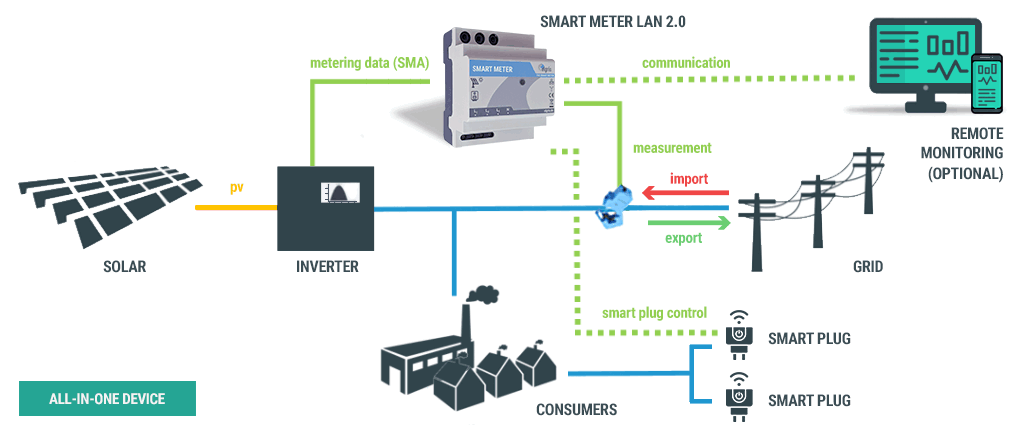 SMART METER LAN 2.0
metering data (SMA)
SMART METER
communication
REMOTE
MONITORING
(OPTIONAL)
measurement
import
pv
export
SOLAR
INVERTER
GRID
smart plug control
SMART PLUG
ALL-IN-ONE DEVICE
CONSUMERS
SMART PLUG